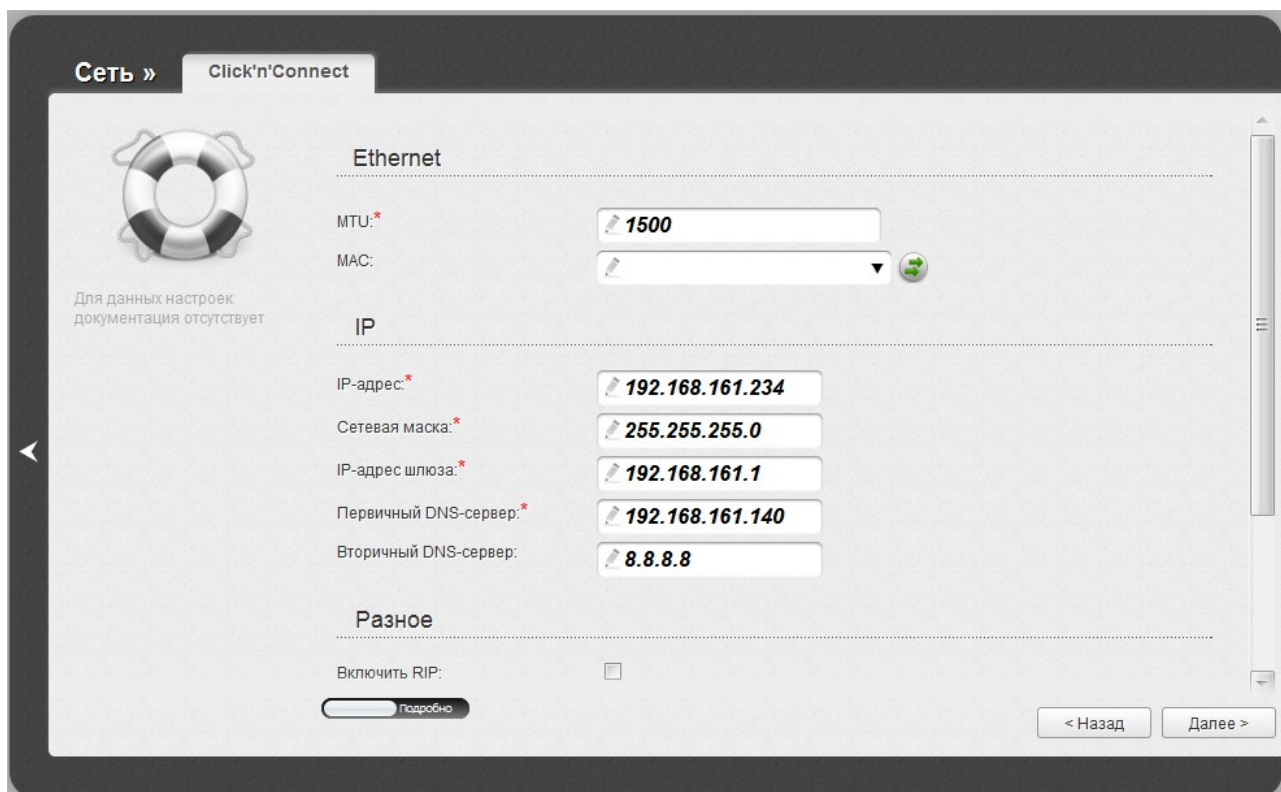 Сеть »
Click'n'Connect
Для данных настроек
документация отсутствует
Ethernet
MTU:* 1500
MAC:
IP
IP-адрес:* 192.168.161.234
Сетевая маска:* 255.255.255.0
IP-адрес шлюза:* 192.168.161.1
Первичный DNS-сервер:* 192.168.161.140
Вторичный DNS-сервер: 8.8.8.8
Разное
Включить RIP:
Подробно
< Назад
Далее >